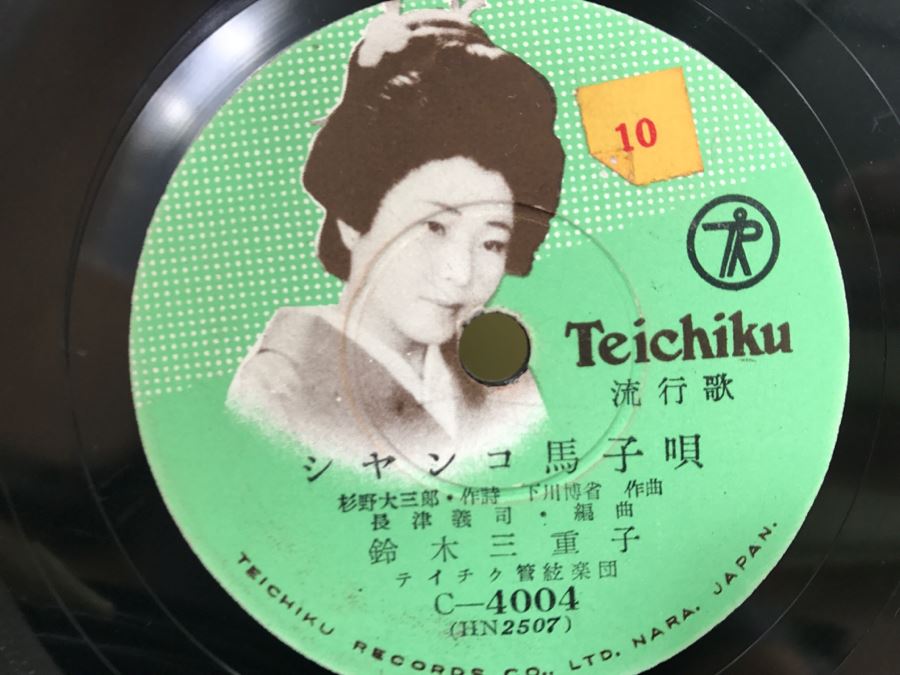 10
Teichiku
流行歌
シヤンコ馬子唄
杉野大三郎・作詩 下川博省 作曲
長津義司・編曲
鈴木三重子
テイチク管絃楽団
C-4004
(HN2507)
TEICHIKU RECORDS CO., LTD. NARA. JAPAN.